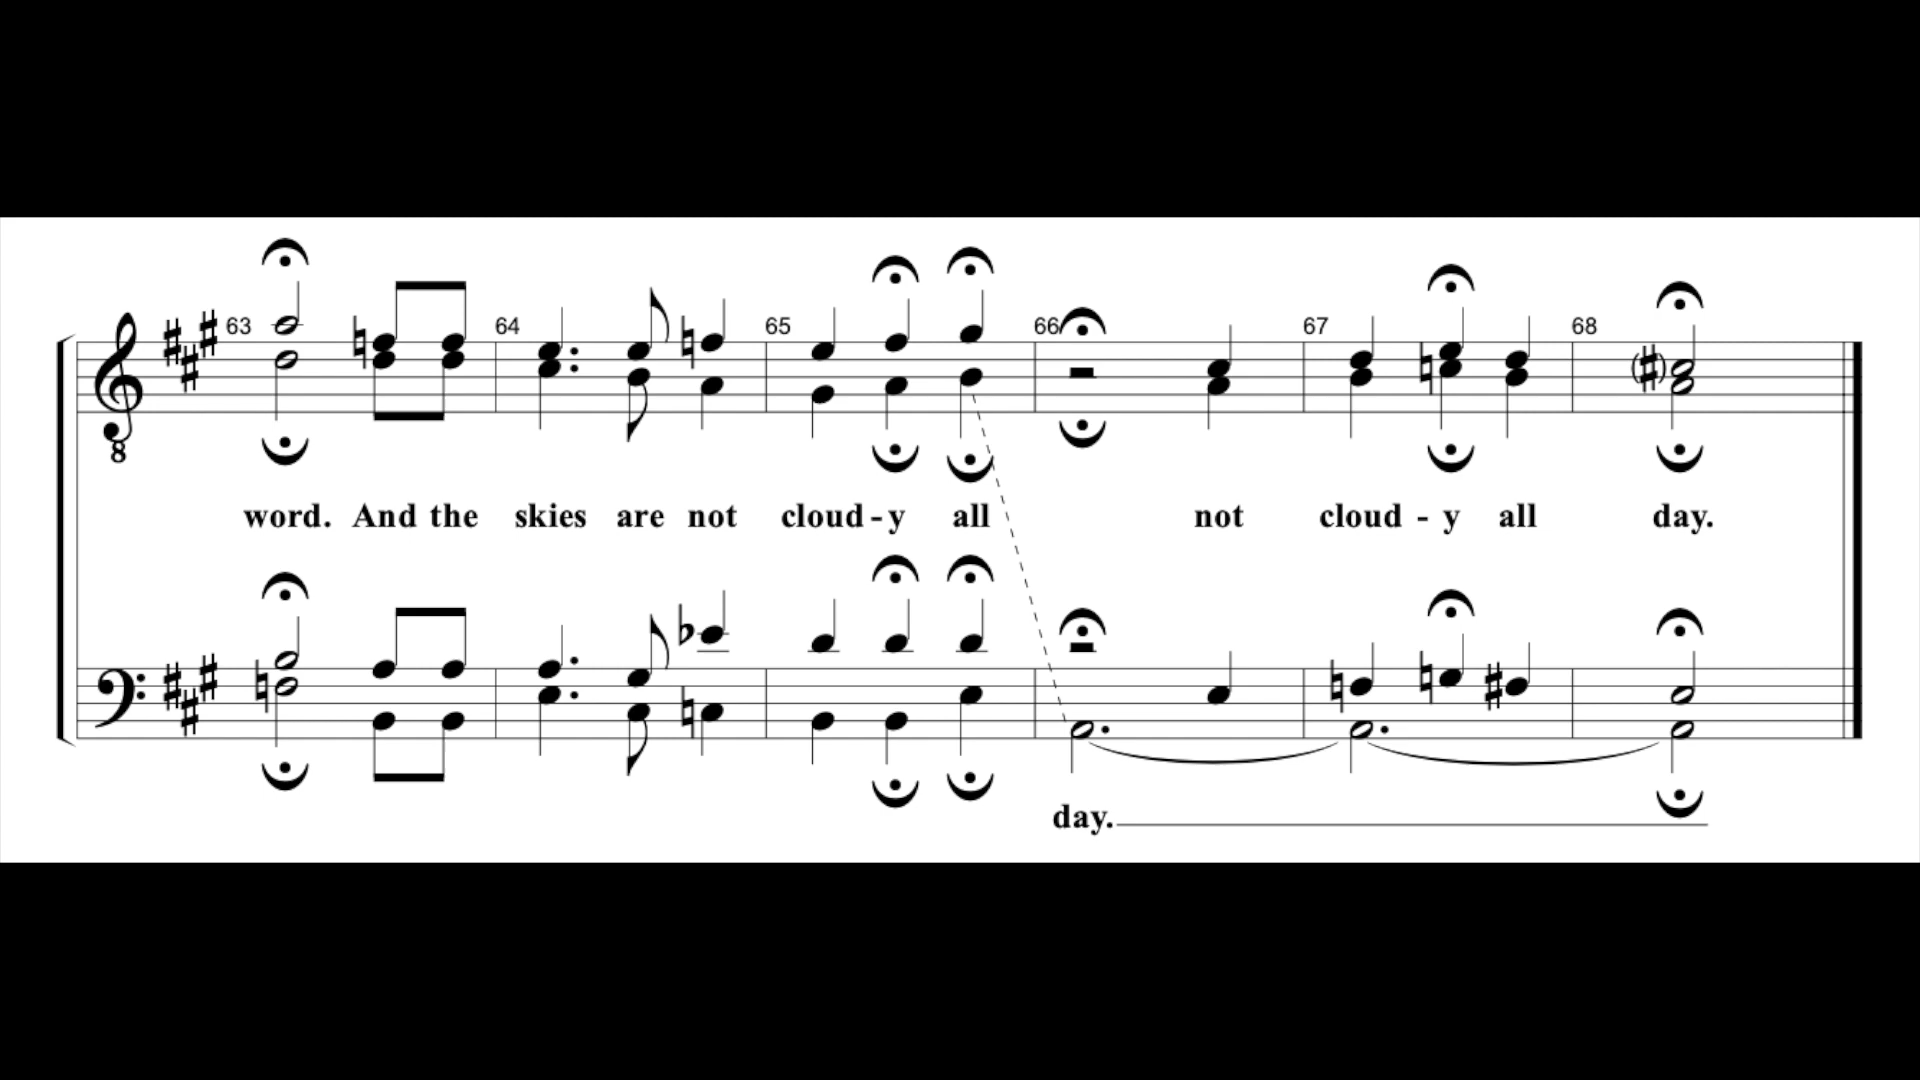 63 64 65 66 67 68
8
word. And the skies are not cloud - y all not cloud - y all day.
day.